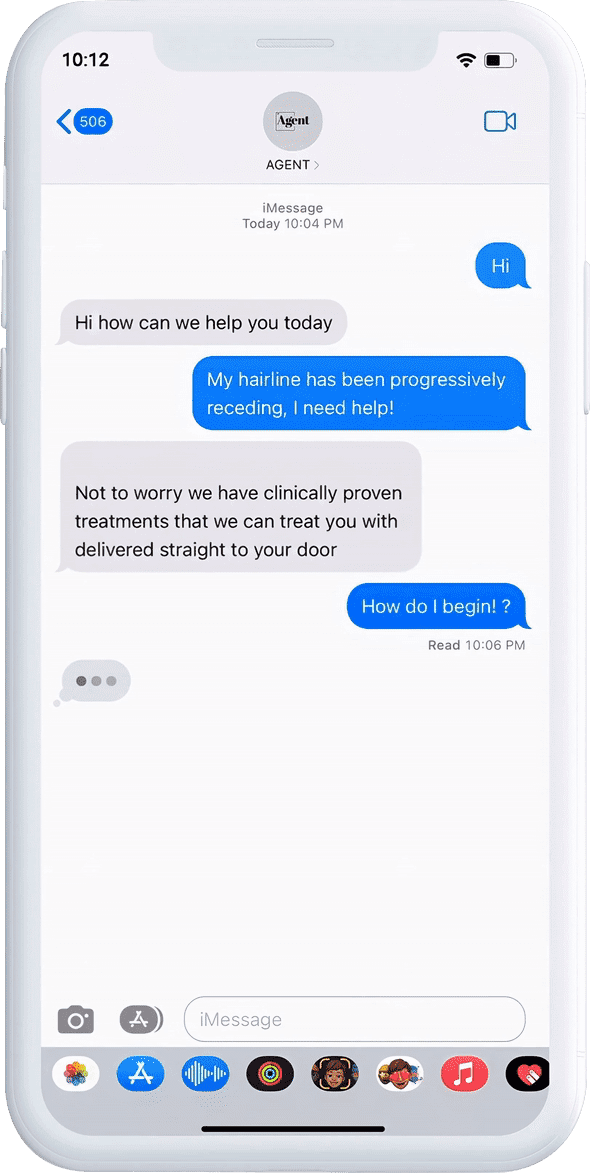 10:12
506
Agent
AGENT
iMessage
Today 10:04 PM
Hi
Hi how can we help you today
My hairline has been progressively
receding, I need help!
Not to worry we have clinically proven
treatments that we can treat you with
delivered straight to your door
How do I begin! ?
Read 10:06 PM
iMessage